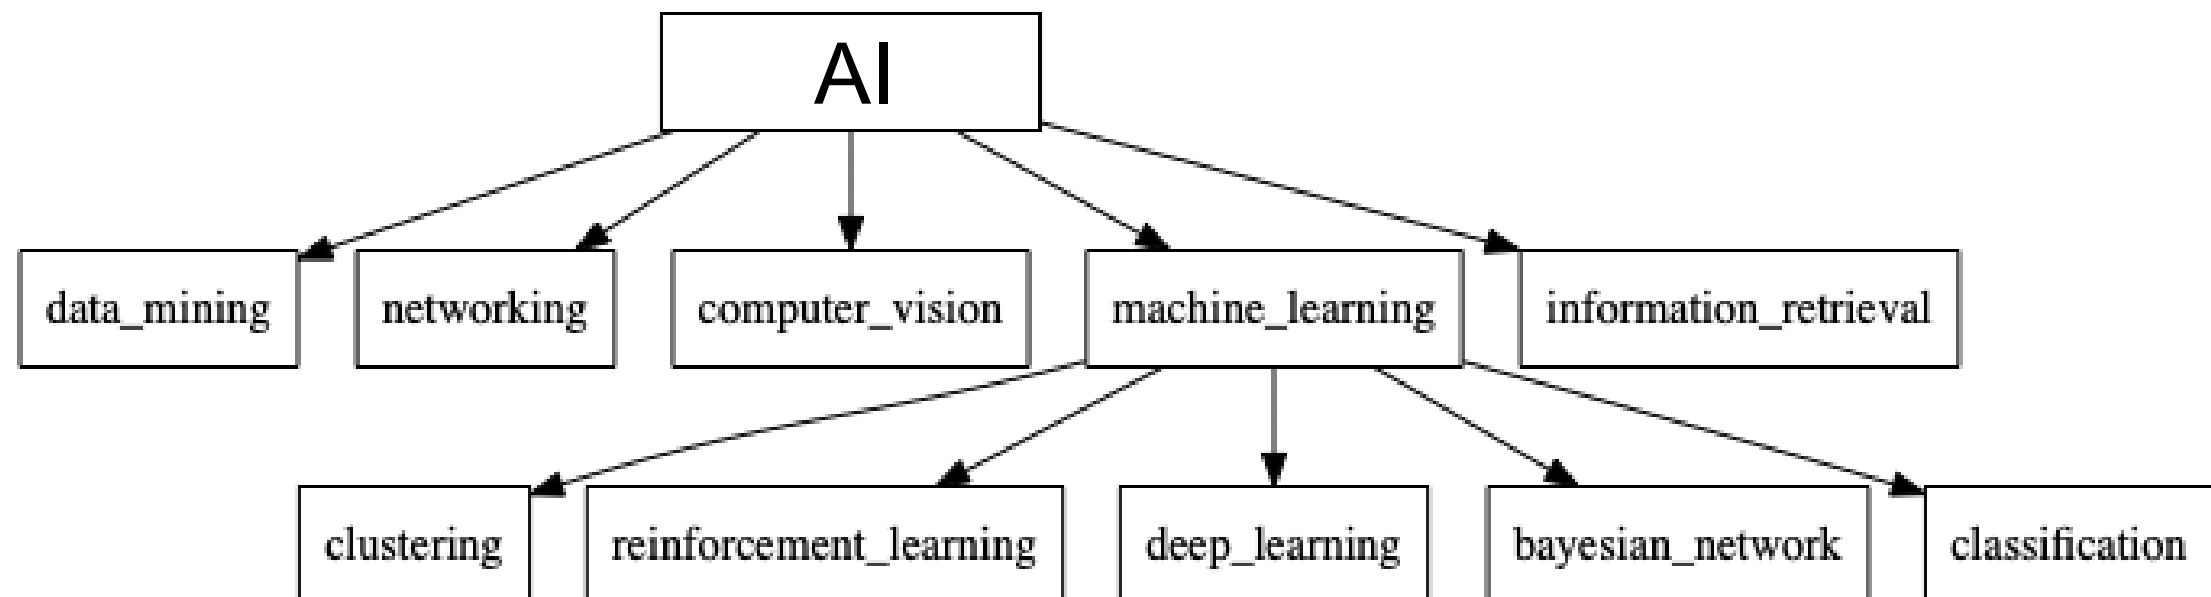 AI
data_mining
networking
computer_vision
machine_learning
information_retrieval
clustering
reinforcement_learning
deep_learning
bayesian_network
classification